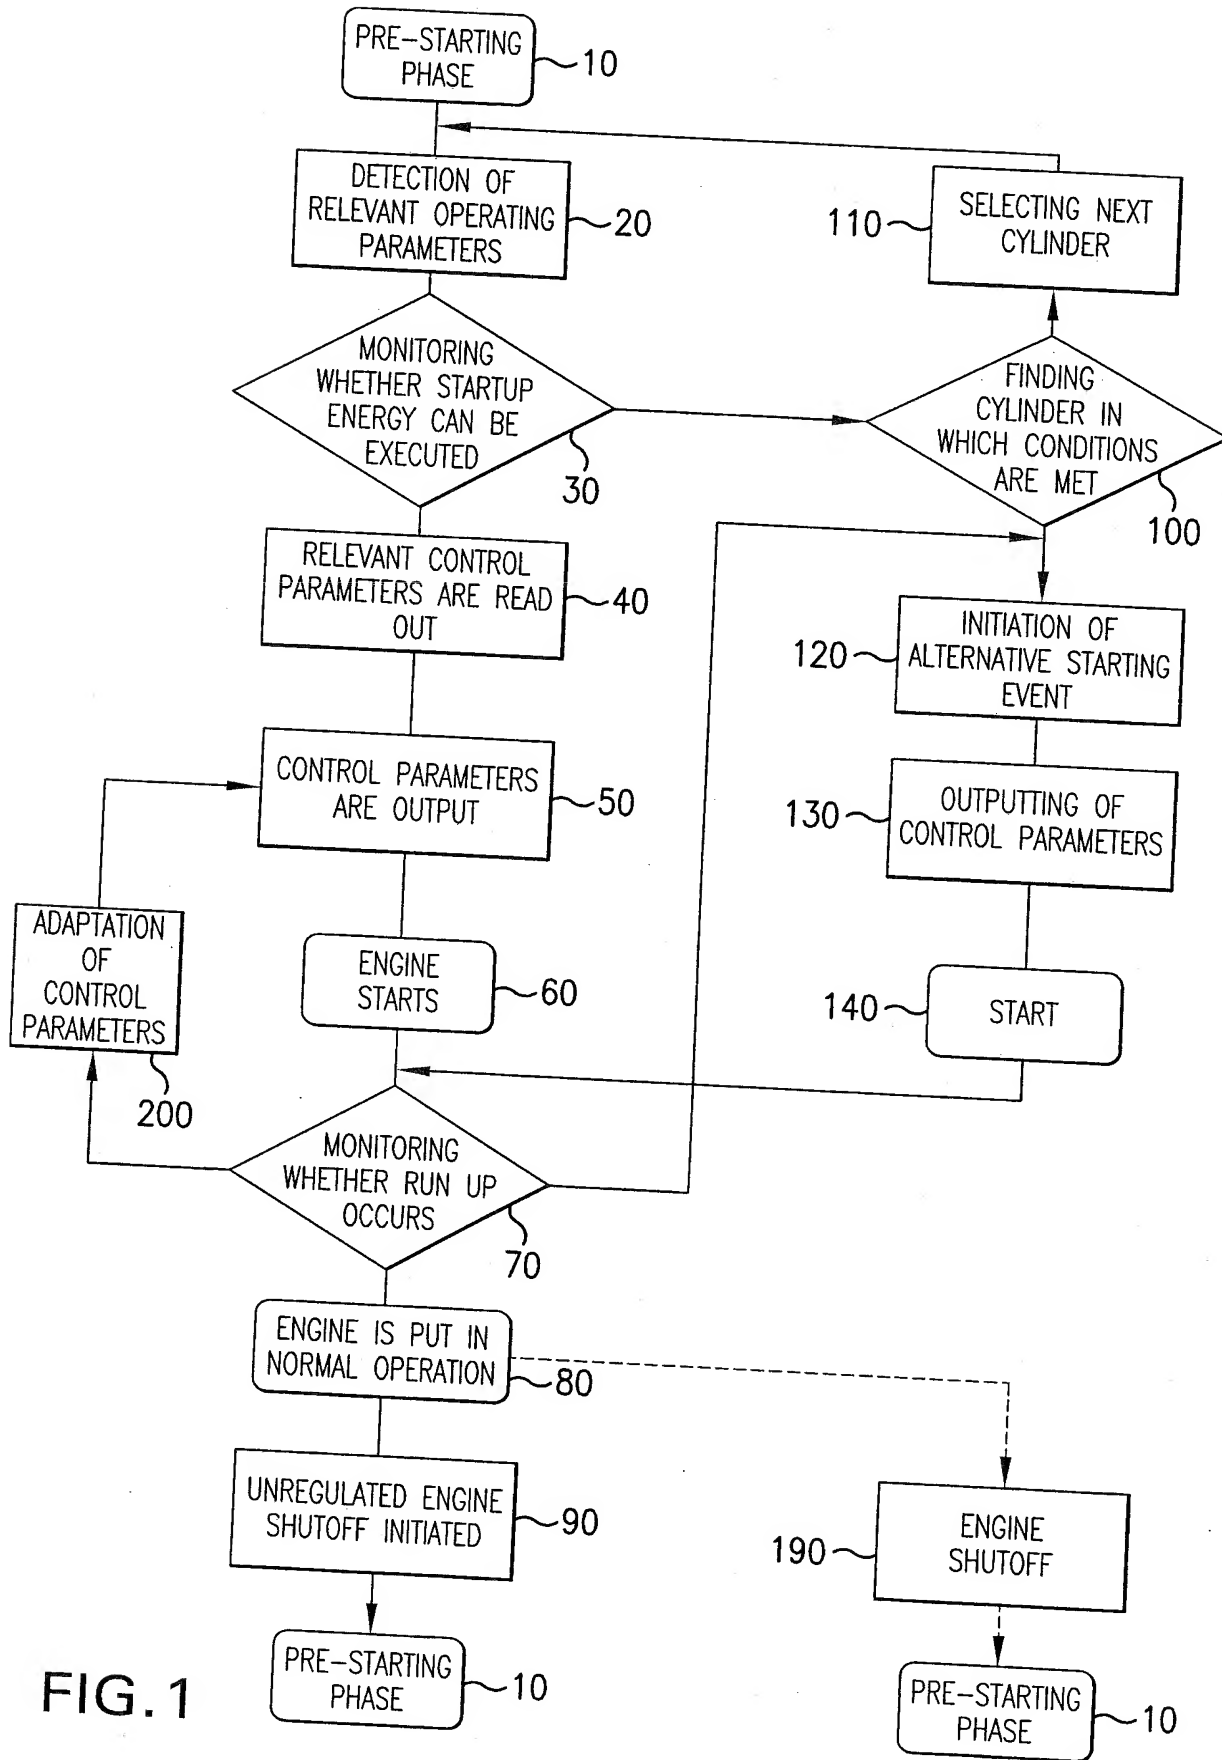 PRE-STARTING
PHASE
10
DETECTION OF
RELEVANT OPERATING
PARAMETERS
20
110
SELECTING NEXT
CYLINDER
MONITORING
WHETHER STARTUP
ENERGY CAN BE
EXECUTED
30
FINDING
CYLINDER IN
WHICH CONDITIONS
ARE MET
100
RELEVANT CONTROL
PARAMETERS ARE READ
OUT
40
120
INITIATION OF
ALTERNATIVE STARTING
EVENT
CONTROL PARAMETERS
ARE OUTPUT
50
130
OUTPUTTING OF
CONTROL PARAMETERS
ADAPTATION
OF
CONTROL
PARAMETERS
200
ENGINE
STARTS
60
140
START
MONITORING
WHETHER RUN UP
OCCURS
70
ENGINE IS PUT IN
NORMAL OPERATION
80
UNREGULATED ENGINE
SHUTOFF INITIATED
90
190
ENGINE
SHUTOFF
PRE-STARTING
PHASE
10
PRE-STARTING
PHASE
10
FIG. 1